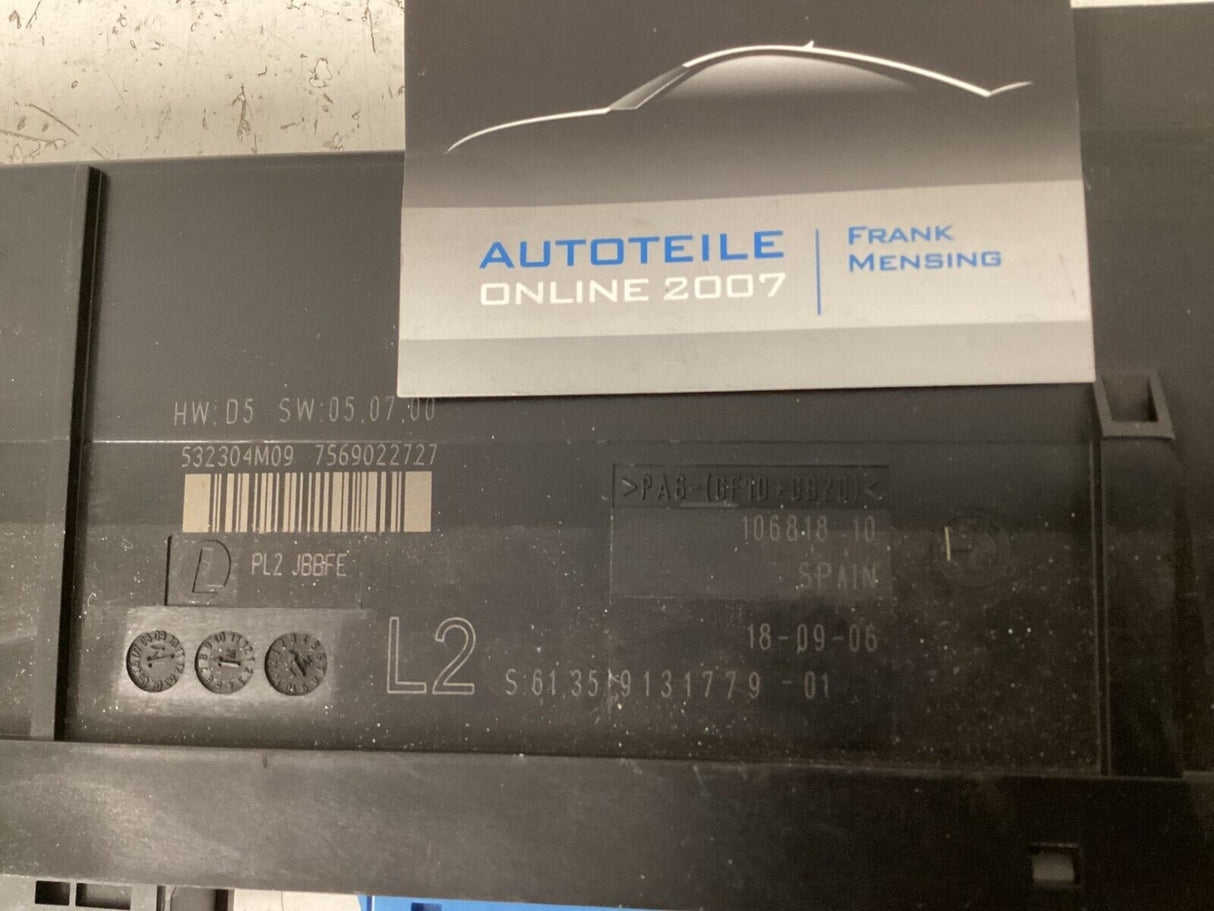 AUTOTEILE
ONLINE 2007
FRANK
MENSING
HW:D5 SW:05.07.00
532304M09 7569022727
PL2 JBBFE
L2
S:61.35 9131779-01
>PA6-(GF10+GB20)<
106818 10
SPAIN
18-09-06